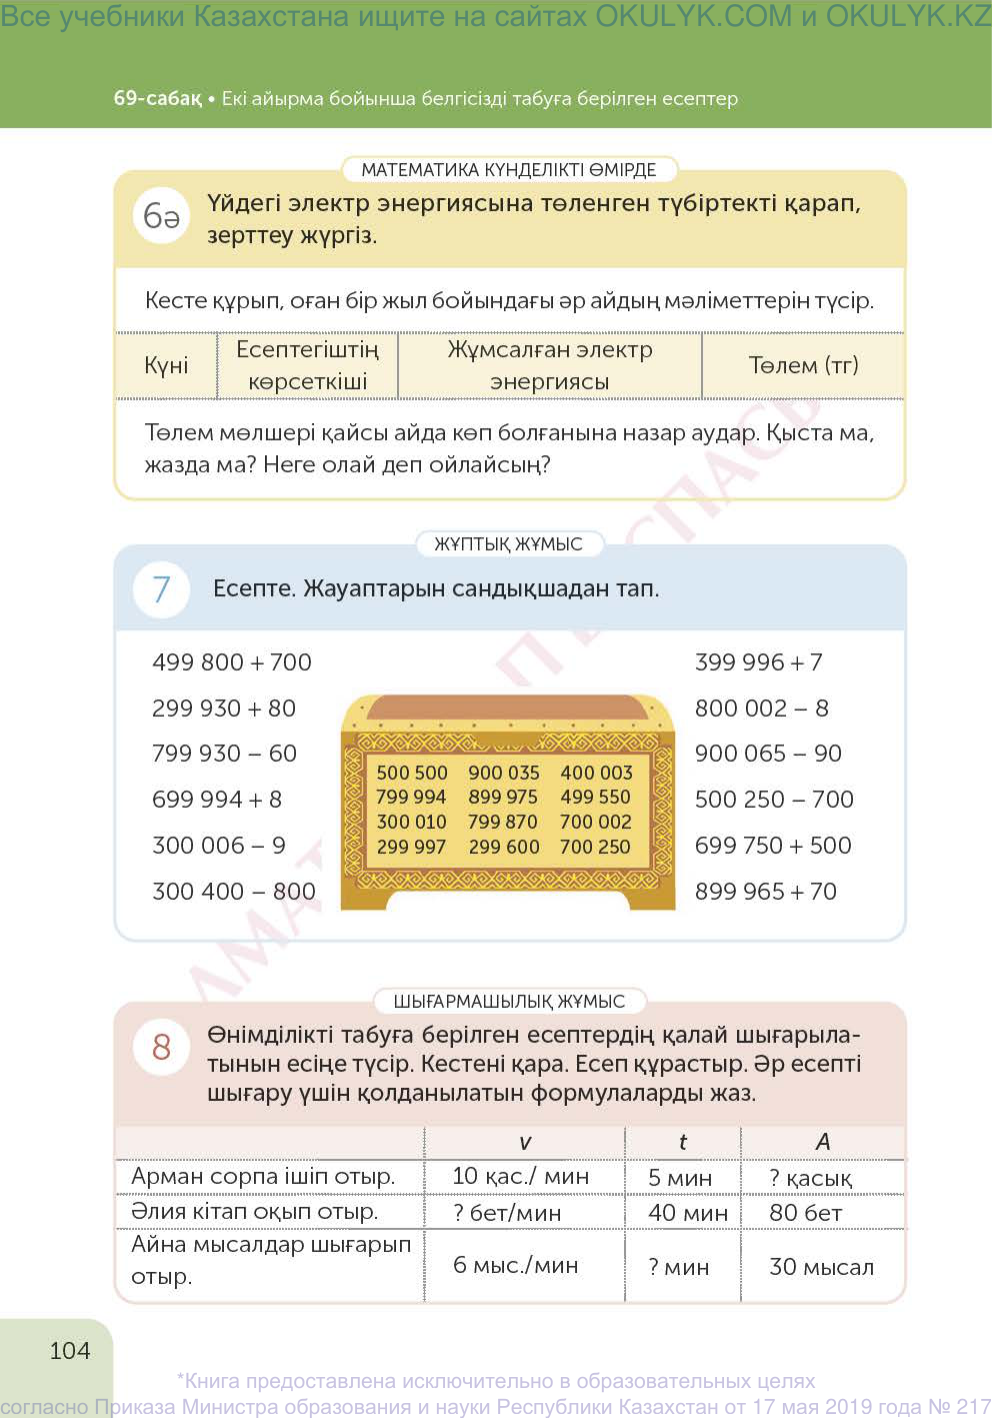 Все учебники Казахстана ищите на сайтах OKULYK.COM и OKULYK.KZ
69-сабақ • Екі айырма бойынша белгісізді табуға берілген есептер
МАТЕМАТИКА КҮНДЕЛІКТІ ӨМІРДЕ
6ə
Үйдегі электр энергиясына төленген түбіртекті қарап,
зерттеу жүргіз.
Кесте құрып, оған бір жыл бойындағы әр айдың мәліметтерін түсір.
Күні
Есептегіштің
көрсеткіші
Жұмсалған электр
энергиясы
Төлем (тг)
Төлем мөлшері қайсы айда көп болғанына назар аудар. Қыста ма,
жазда ма? Неге олай деп ойлайсың?
ЖҰПТЫҚ ЖҰМЫС
7
Есепте. Жауаптарын сандықшадан тап.
499 800 + 700
299 930 + 80
799 930 – 60
699 994 + 8
300 006 – 9
300 400 – 800
500 500 900 035 400 003
799 994 899 975 499 550
300 010 799 870 700 002
299 997 299 600 700 250
399 996 + 7
800 002 – 8
900 065 – 90
500 250 – 700
699 750 + 500
899 965 + 70
ШЫҒАРМАШЫЛЫҚ ЖҰМЫС
8
Өнімділікті табуға берілген есептердің қалай шығарыла-
тынын есіңе түсір. Кестені қара. Есеп құрастыр. Әр есепті
шығару үшін қолданылатын формулаларды жаз.
v t A
Арман сорпа ішіп отыр. 10 қас./ мин 5 мин ? қасық
Әлия кітап оқып отыр. ? бет/мин 40 мин 80 бет
Айна мысалдар шығарып
отыр. 6 мыс./мин ? мин 30 мысал
104
*Книга предоставлена исключительно в образовательных целях
согласно Приказа Министра образования и науки Республики Казахстан от 17 мая 2019 года № 217